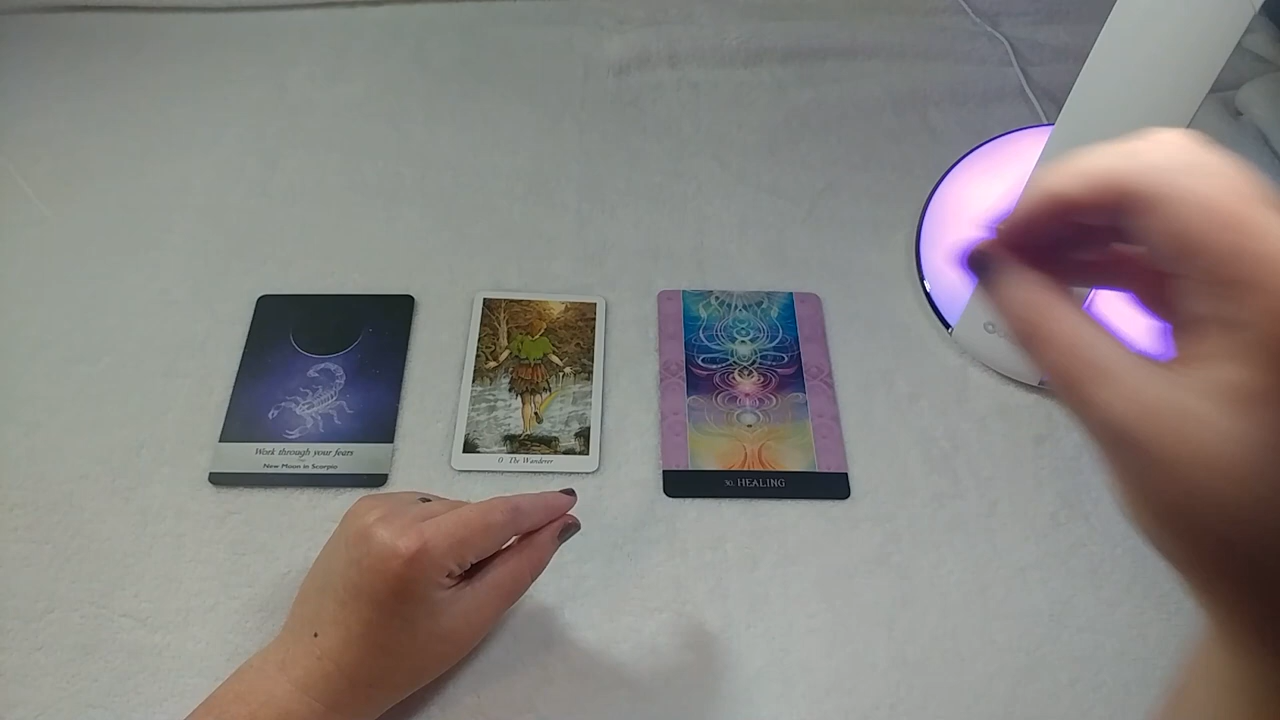 Work through your fears
New Moon in Scorpio
0 The Wanderer
30. HEALING